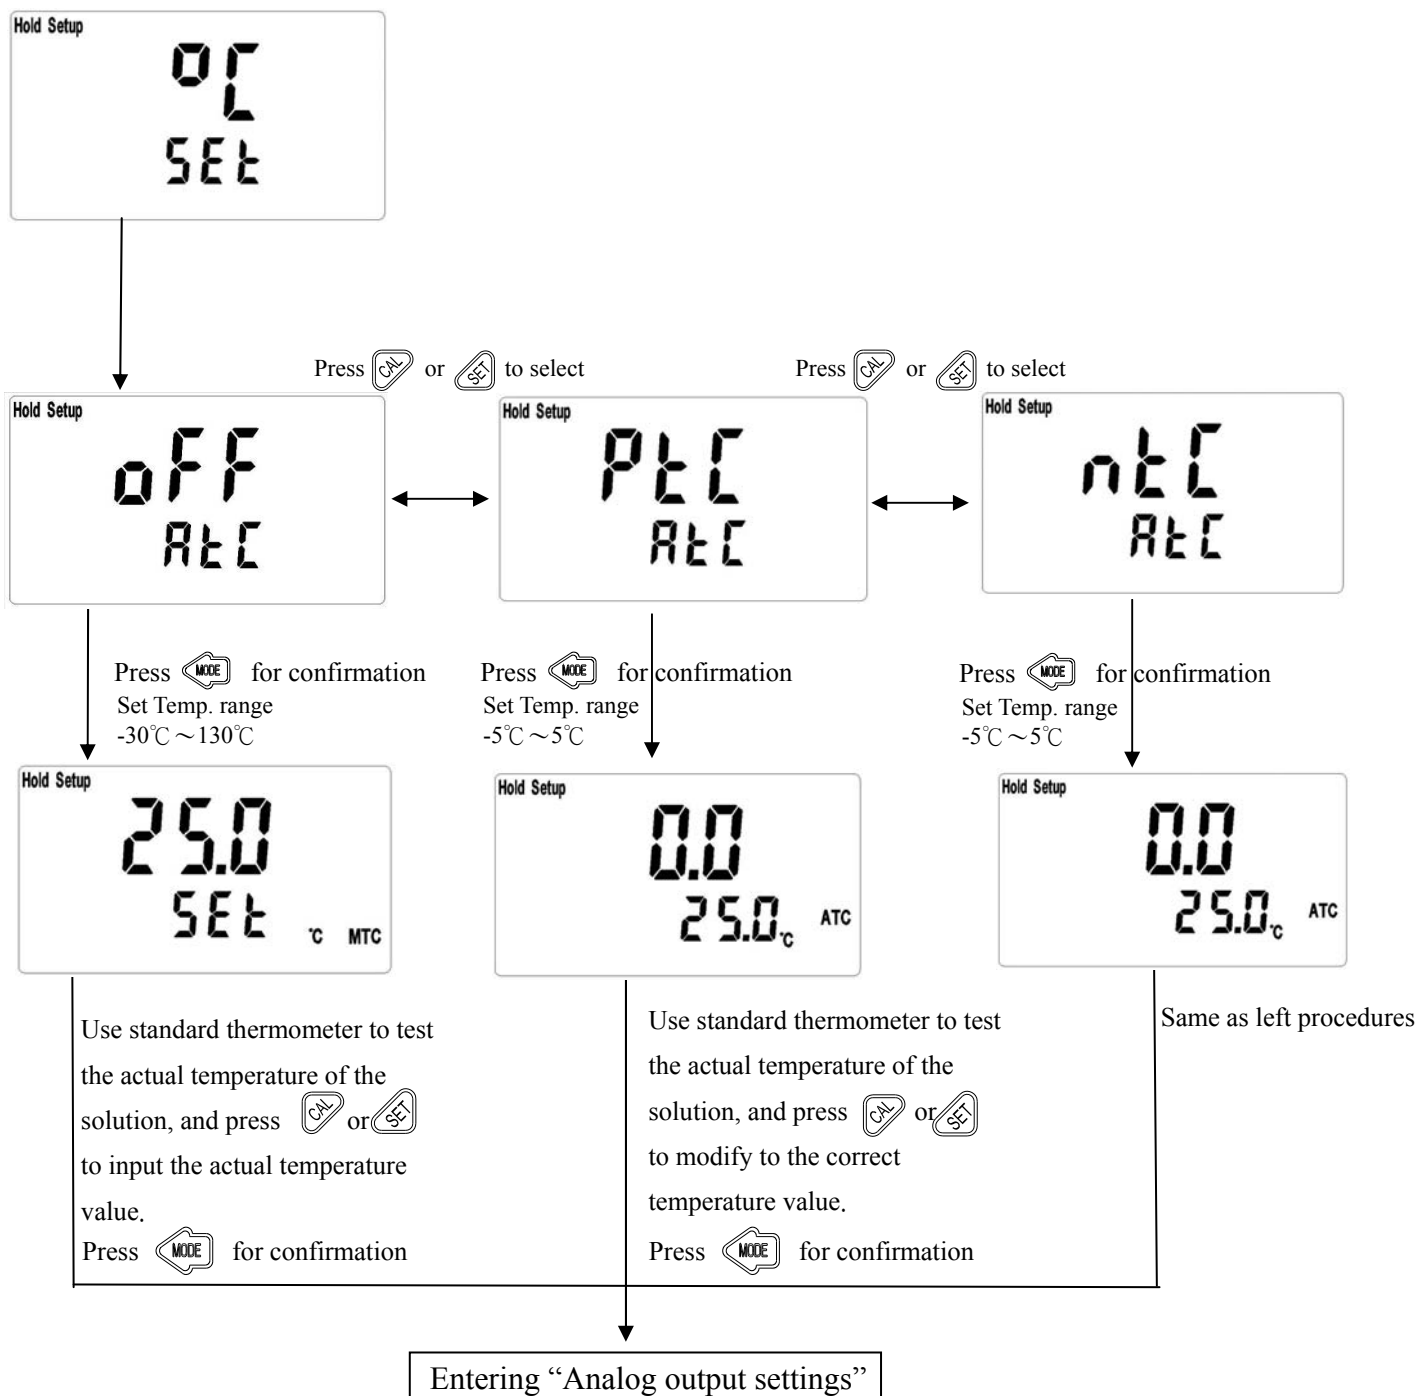 Hold Setup
°C
SEt
Press CAL or SET to select
Press CAL or SET to select
Hold Setup
oFF
AtC
Hold Setup
PtC
AtC
Hold Setup
ntC
AtC
Press MODE for confirmation
Set Temp. range
-30℃～130℃
Press MODE for confirmation
Set Temp. range
-5℃～5℃
Press MODE for confirmation
Set Temp. range
-5℃～5℃
Hold Setup
25.0
SEt ℃ MTC
Hold Setup
0.0
25.0 ℃ ATC
Hold Setup
0.0
25.0 ℃ ATC
Use standard thermometer to test
the actual temperature of the
solution, and press CAL or SET
to input the actual temperature
value.
Press MODE for confirmation
Use standard thermometer to test
the actual temperature of the
solution, and press CAL or SET
to modify to the correct
temperature value.
Press MODE for confirmation
Same as left procedures
Entering “Analog output settings”